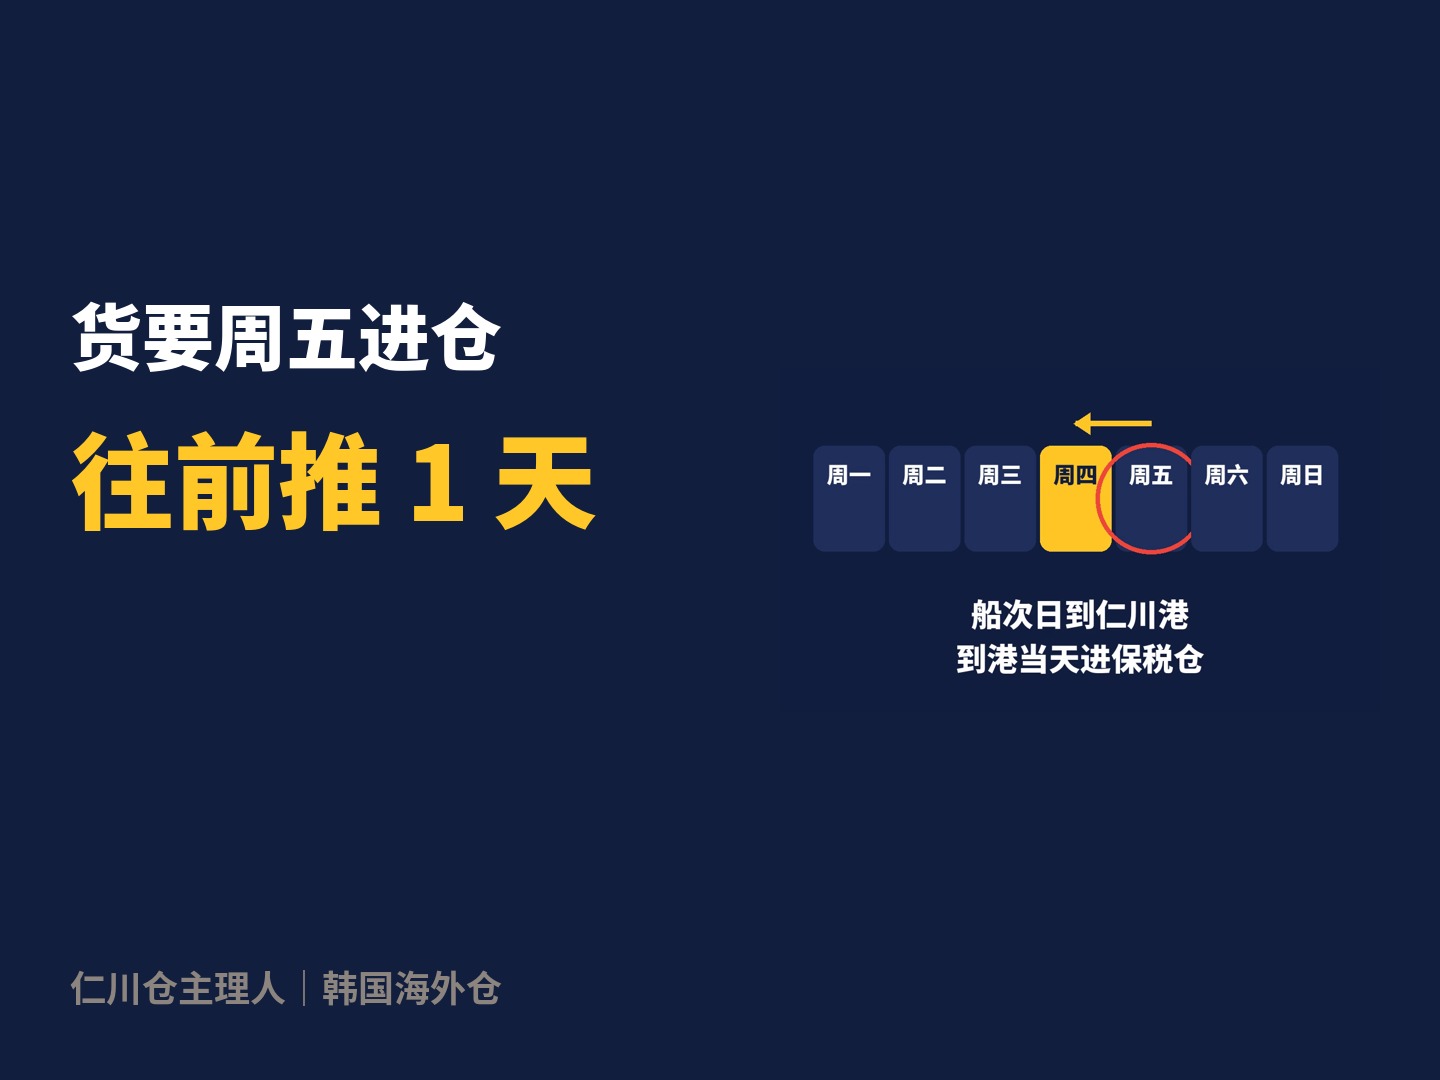 货要周五进仓
往前推 1 天
周一 周二 周三 周四 周五 周六 周日
船次日到仁川港
到港当天进保税仓
仁川仓主理人｜韩国海外仓